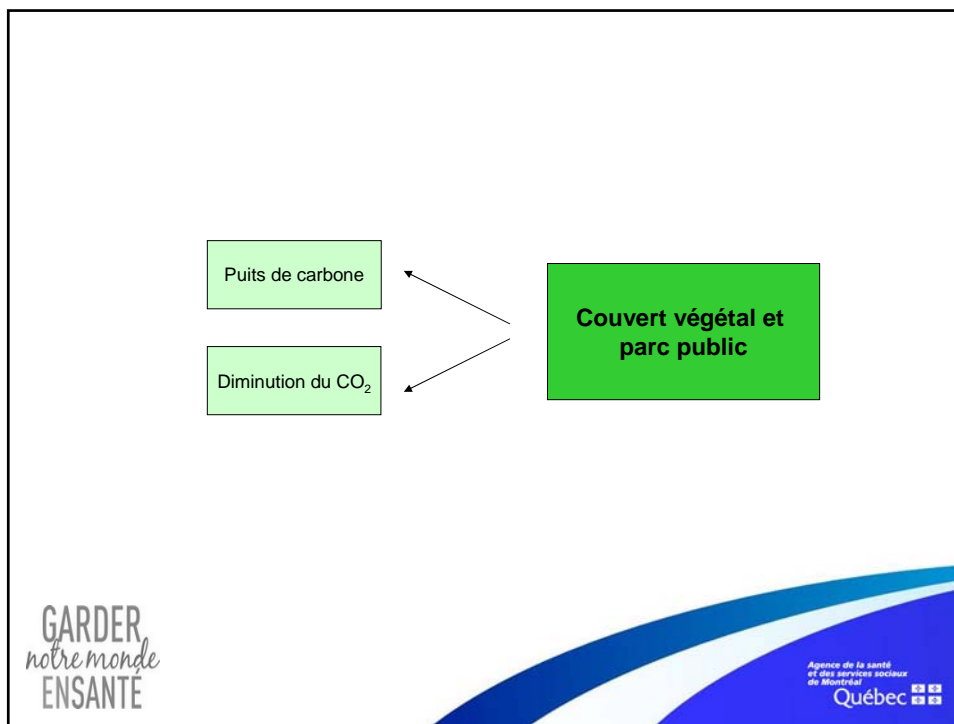 Puits de carbone
Diminution du CO₂
Couvert végétal et
parc public
GARDER
notre monde
ENSANTÉ
Agence de la santé
et des services sociaux
de Montréal
Québec